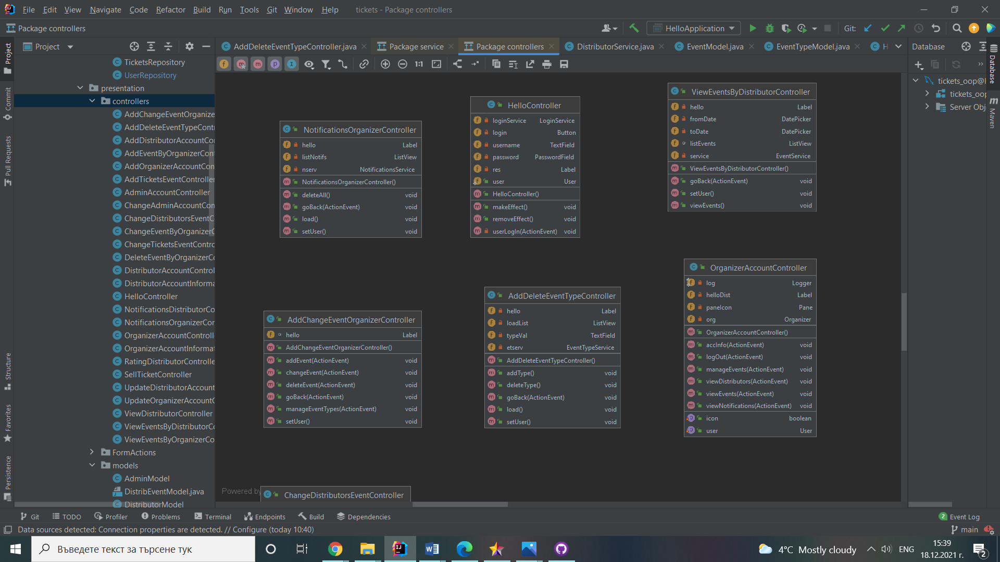 File Edit View Navigate Code Refactor Build Run Tools Git Window Help tickets - Package controllers
Package controllers
HelloApplication
Git:
Project
AddDeleteEventTypeController.java
Package service
Package controllers
DistributorService.java
EventModel.java
EventTypeModel.java
H
Database
1:1
Project
Commit
Pull Requests
Structure
Favorites
Persistence
TicketsRepository
UserRepository
presentation
controllers
AddChangeEventOrganize
AddDeleteEventTypeCont
AddDistributorAccountCo
AddEventByOrganizerCon
AddOrganizerAccountCon
AddTicketsEventController
AdminAccountController
ChangeAdminAccountCon
ChangeDistributorsEventC
ChangeEventByOrganizerC
ChangeTicketsEventContro
DeleteEventByOrganizerCo
DistributorAccountControl
DistributorAccountInforma
HelloController
NotificationsDistributorCo
NotificationsOrganizerCon
OrganizerAccountControll
OrganizerAccountInformat
RatingDistributorControlle
SellTicketController
UpdateDistributorAccount
UpdateOrganizerAccountC
ViewDistributorController
ViewEventsByDistributorCo
ViewEventsByOrganizerCo
FormActions
models
AdminModel
DistribEventModel.java
DistributorModel
NotificationsOrganizerController
hello Label
listNotifs ListView
nserv NotificationsService
NotificationsOrganizerController()
deleteAll() void
goBack(ActionEvent) void
load() void
setUser() void
HelloController
loginService LoginService
login Button
username TextField
password PasswordField
res Label
user User
HelloController()
makeEffect() void
removeEffect() void
userLogIn(ActionEvent) void
ViewEventsByDistributorController
hello Label
fromDate DatePicker
toDate DatePicker
listEvents ListView
service EventService
ViewEventsByDistributorController()
goBack(ActionEvent) void
setUser() void
viewEvents() void
AddChangeEventOrganizerController
hello Label
AddChangeEventOrganizerController()
addEvent(ActionEvent) void
changeEvent(ActionEvent) void
deleteEvent(ActionEvent) void
goBack(ActionEvent) void
manageEventTypes(ActionEvent) void
setUser() void
AddDeleteEventTypeController
hello Label
loadList ListView
typeVal TextField
etserv EventTypeService
AddDeleteEventTypeController()
addType() void
deleteType() void
goBack(ActionEvent) void
load() void
setUser() void
OrganizerAccountController
log Logger
helloDist Label
paneIcon Pane
org Organizer
OrganizerAccountController()
accInfo(ActionEvent) void
logOut(ActionEvent) void
manageEvents(ActionEvent) void
viewDistributors(ActionEvent) void
viewEvents(ActionEvent) void
viewNotifications(ActionEvent) void
icon boolean
user User
Powered by
ChangeDistributorsEventController
tickets_oop@l
tickets_oop
Server Obj
Database
Maven
Git TODO Profiler Problems Terminal Endpoints Build Dependencies
2 Event Log
Data sources detected: Connection properties are detected. // Configure (today 10:40)
main
Въведете текст за търсене тук
4°C Mostly cloudy
ENG
15:39
18.12.2021 г.
2